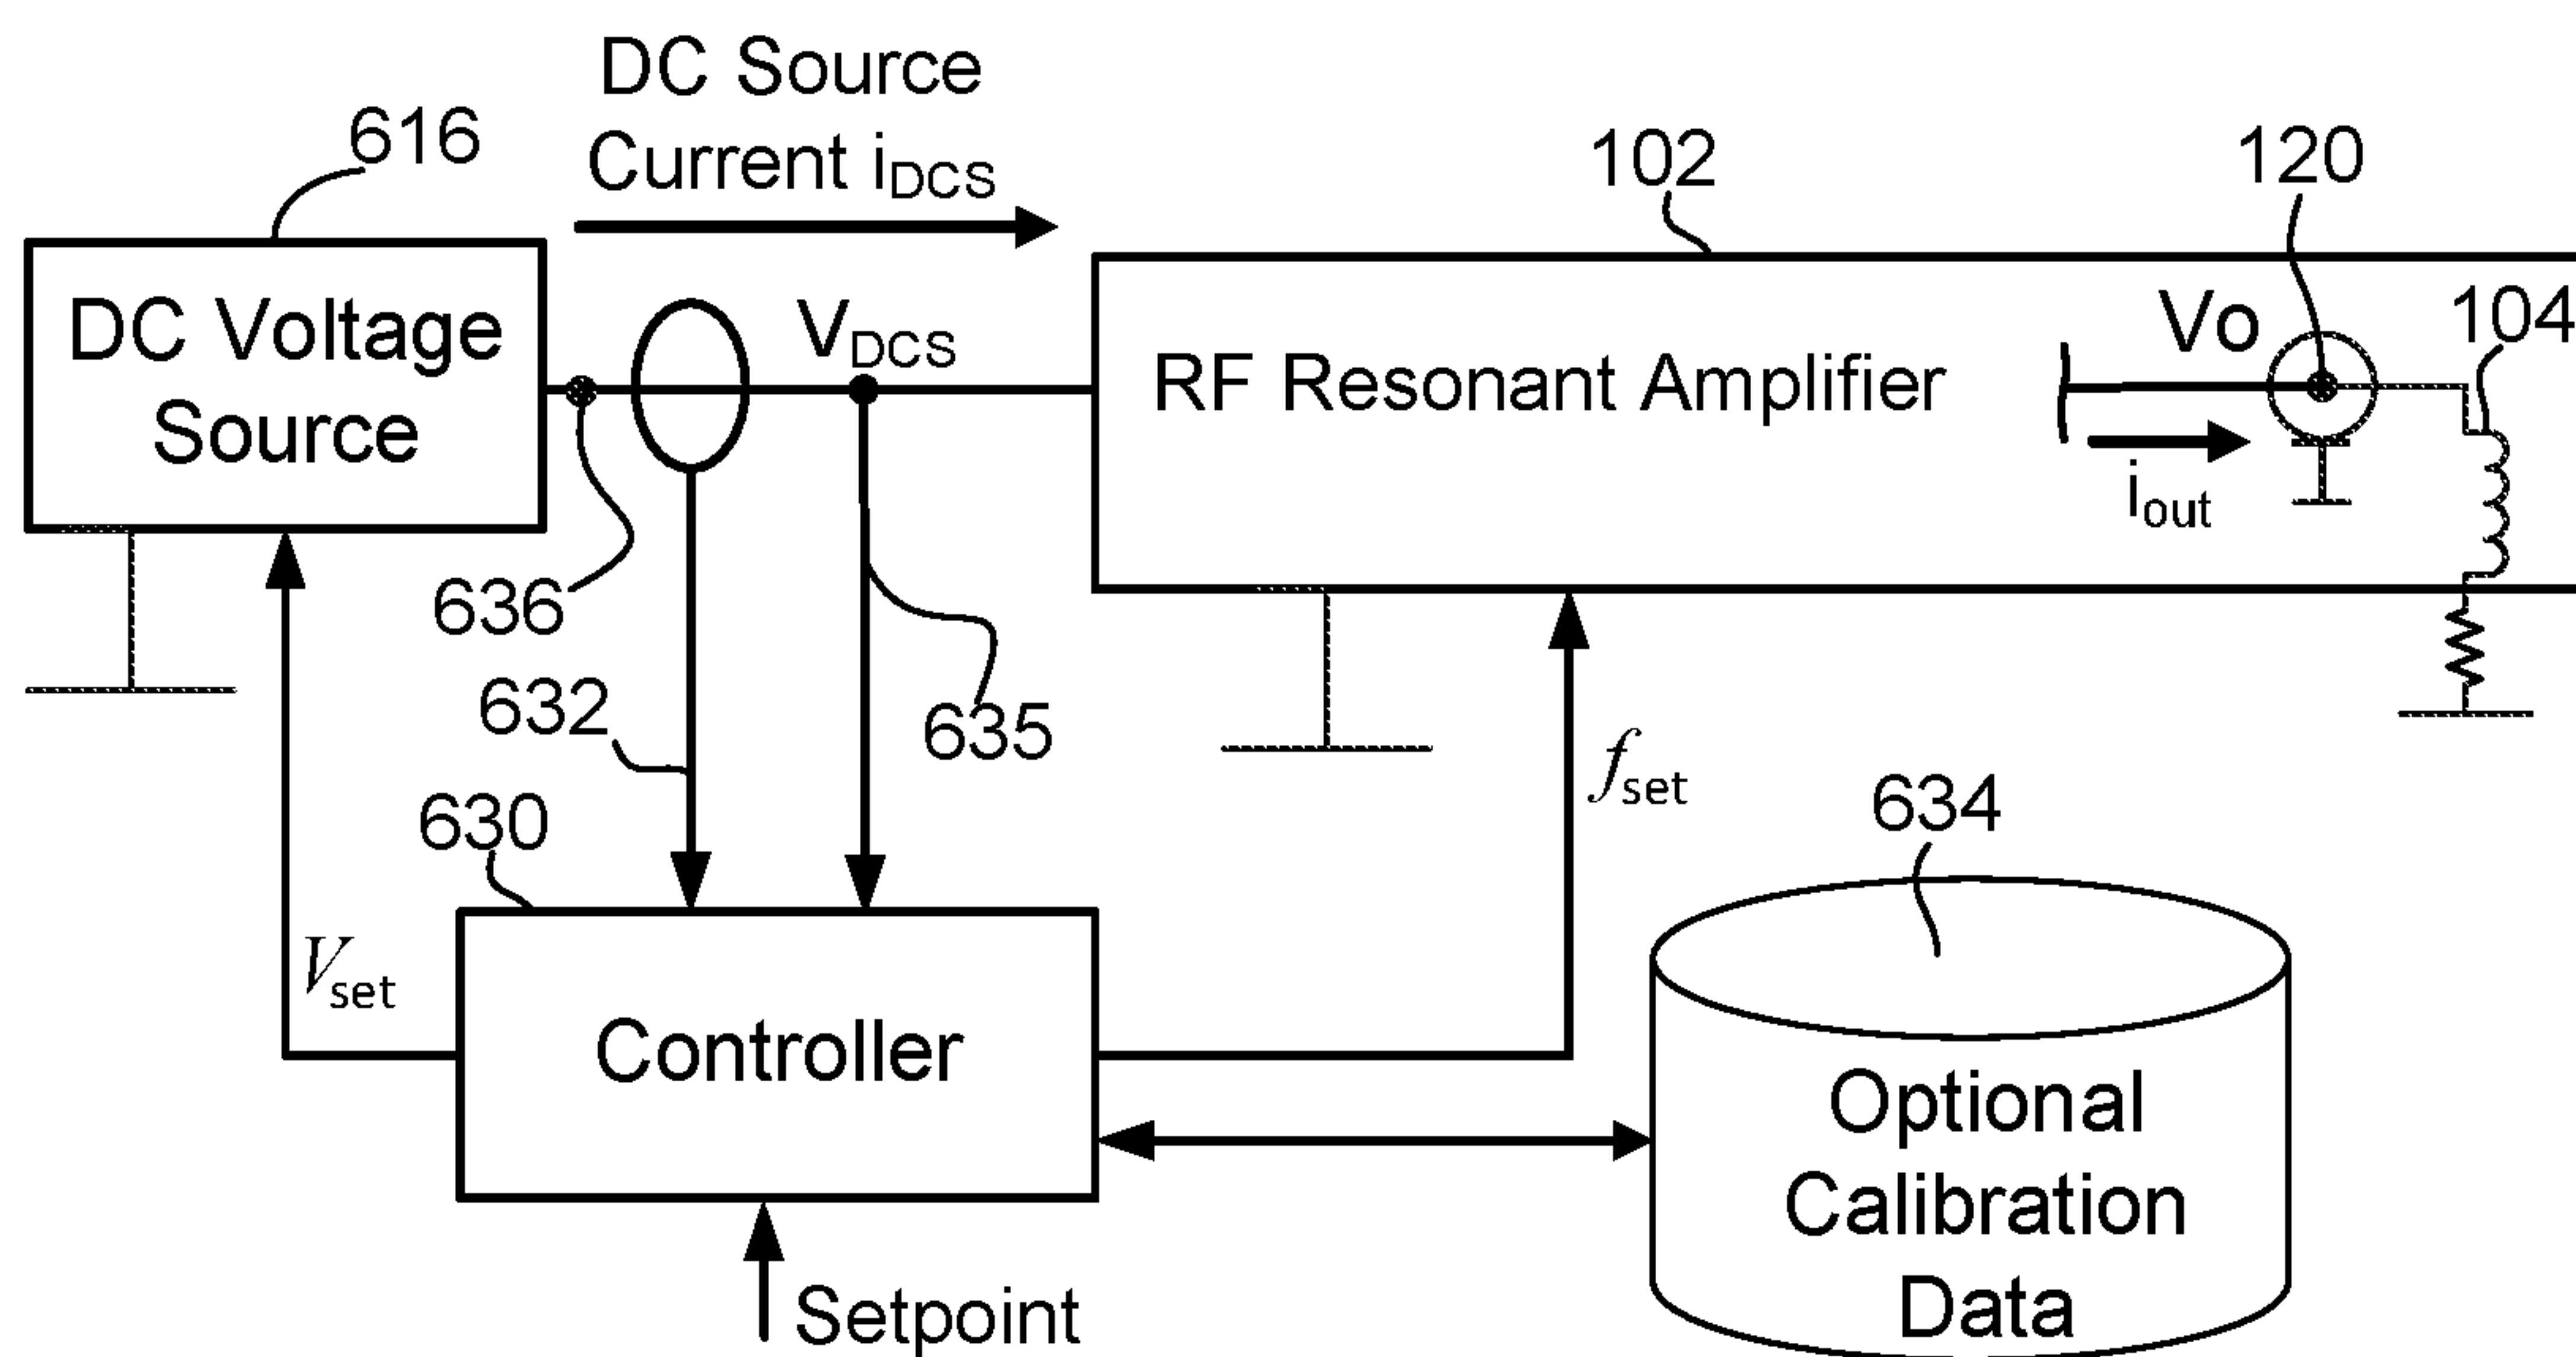 DC Source
Current iDCS
616
102
120
DC Voltage
Source
VDCS
RF Resonant Amplifier
Vo
104
iout
636
632
635
fset
630
634
Vset
Controller
Optional
Calibration
Data
Setpoint